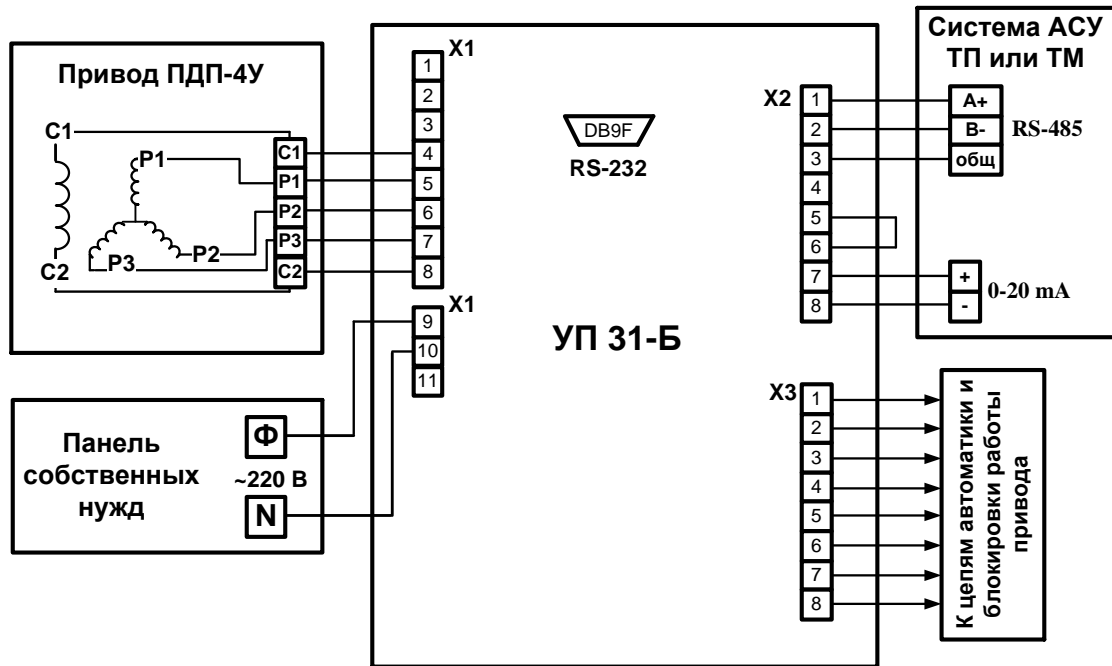 Привод ПДП-4У
C1
P1
P2
P3
C2
C1
P1
P2
P3
C2
Панель
собственных
нужд
Ф
~220 В
N
X1
1
2
3
4
5
6
7
8
X1
9
10
11
DB9F
RS-232
УП 31-Б
X2
1
2
3
4
5
6
7
8
X3
1
2
3
4
5
6
7
8
Система АСУ
ТП или ТМ
A+
B-
общ
RS-485
+
-
0-20 mA
К цепям автоматики и
блокировки работы
привода